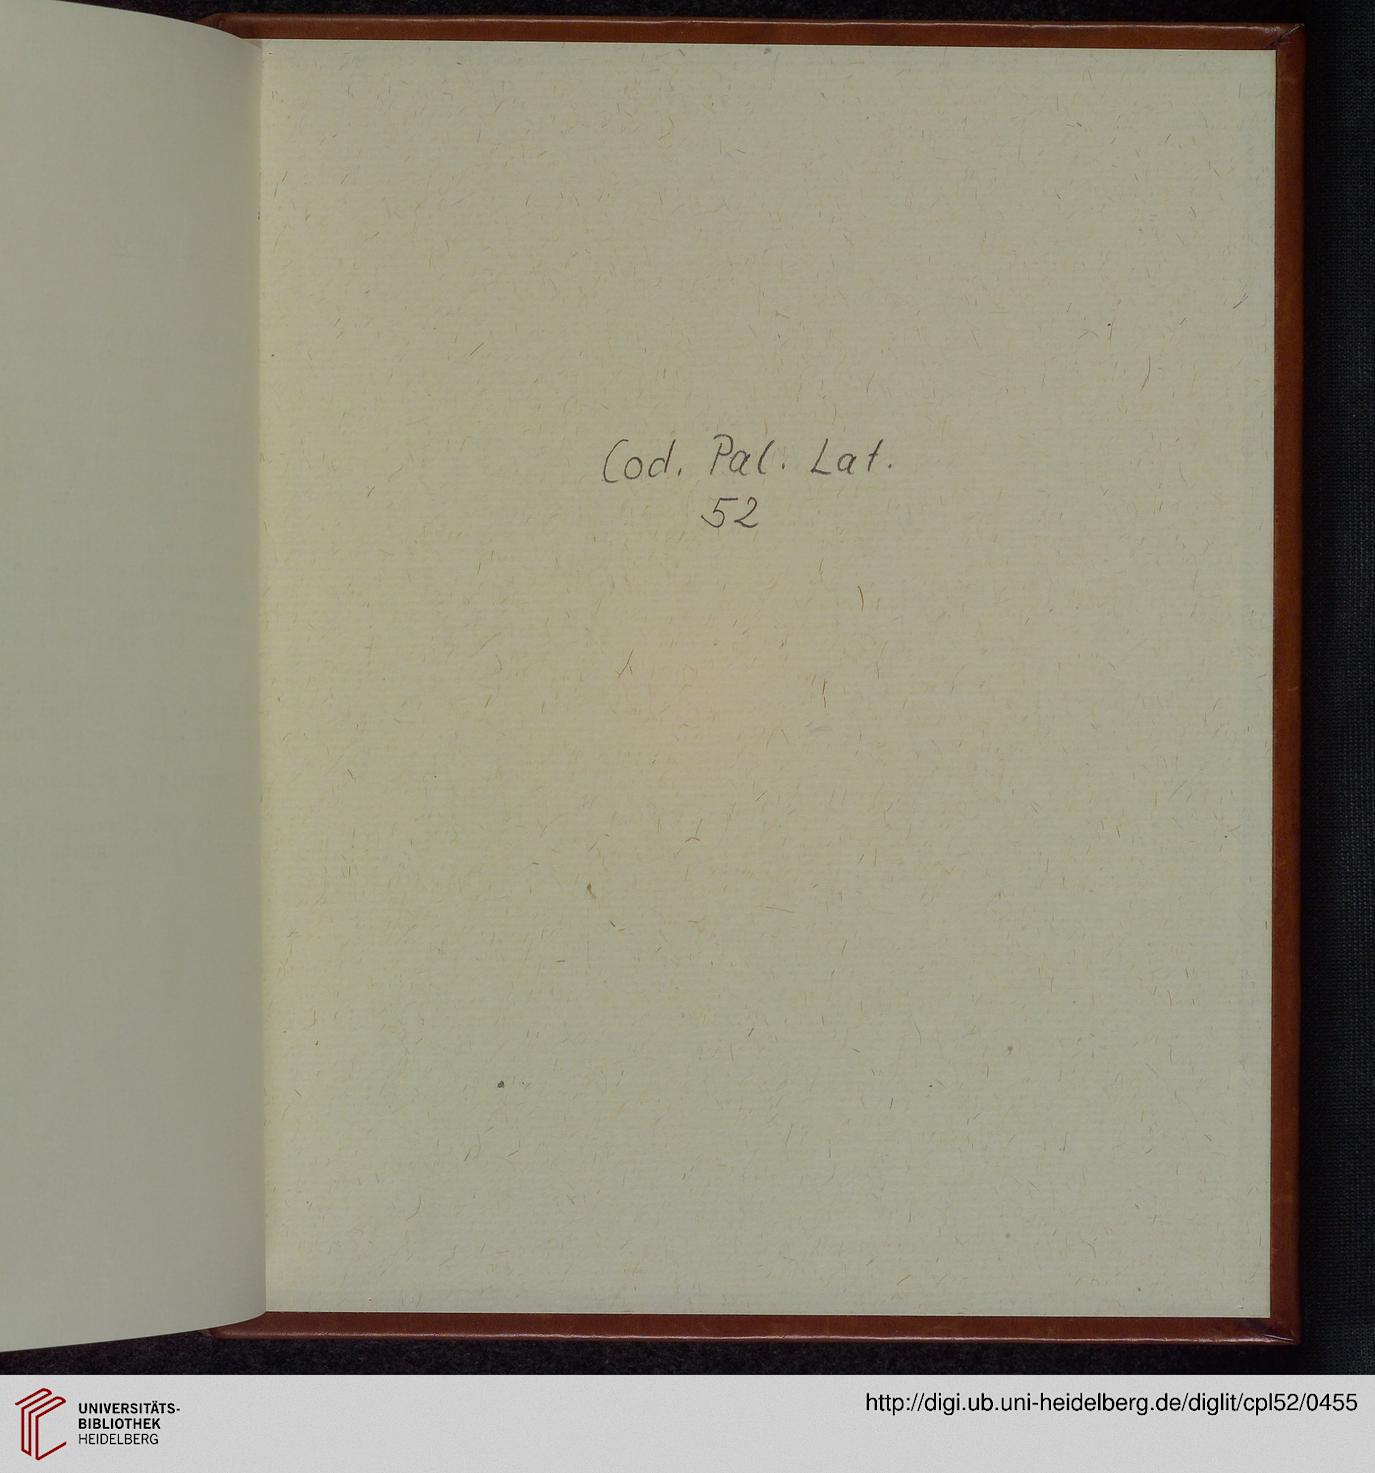 Cod. Pal. Lat.
52
UNIVERSITÄTS-
BIBLIOTHEK
HEIDELBERG
http://digi.ub.uni-heidelberg.de/diglit/cpl52/0455